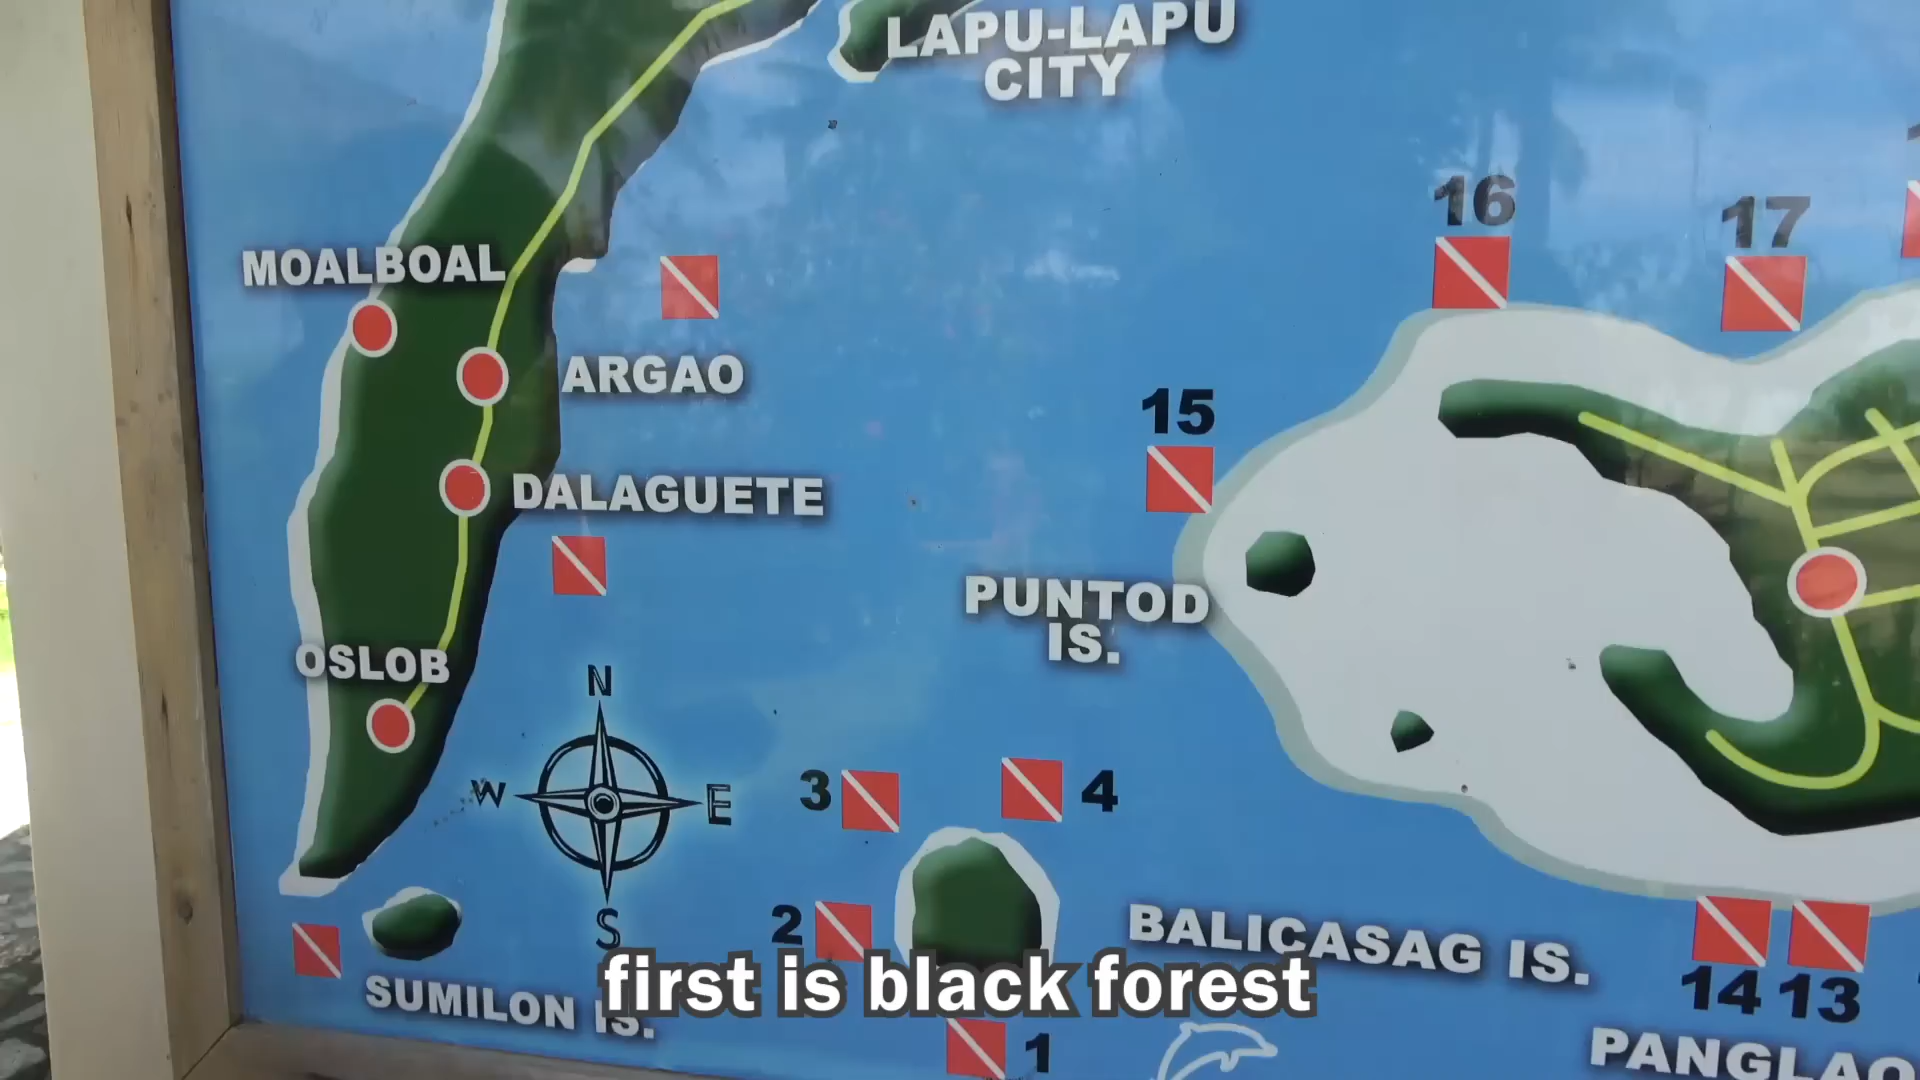 LAPU-LAPU
CITY
16
17
MOALBOAL
ARGAO
15
DALAGUETE
PUNTOD
IS.
OSLOB
N
W
E
S
3
4
2
BALICASAG IS.
14
13
SUMILON IS.
first is black forest
1
PANGLAO